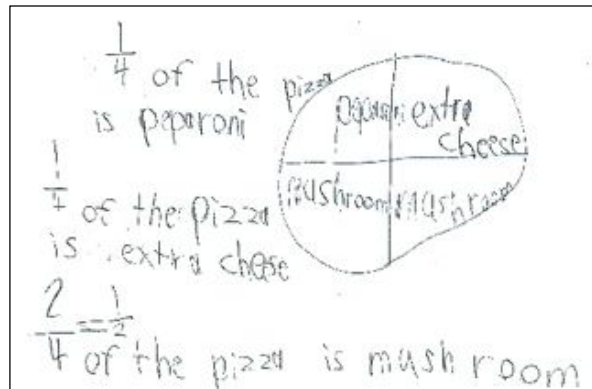 1/4 of the pizza
is peparoni
peparoni extra
cheese
mushroom mushroom
1/4 of the pizza
is extra cheese
2/4 = 1/2
of the pizza is mushroom